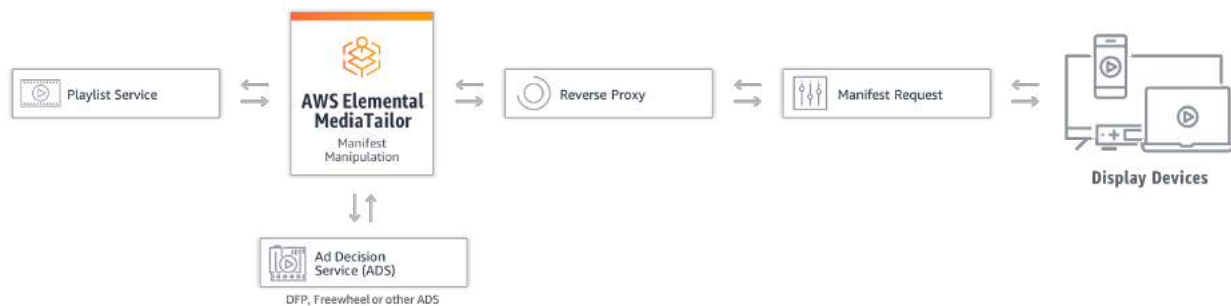 Playlist Service
AWS Elemental
MediaTailor
Manifest
Manipulation
Reverse Proxy
Manifest Request
Display Devices
Ad Decision
Service (ADS)
DFP, Freewheel or other ADS